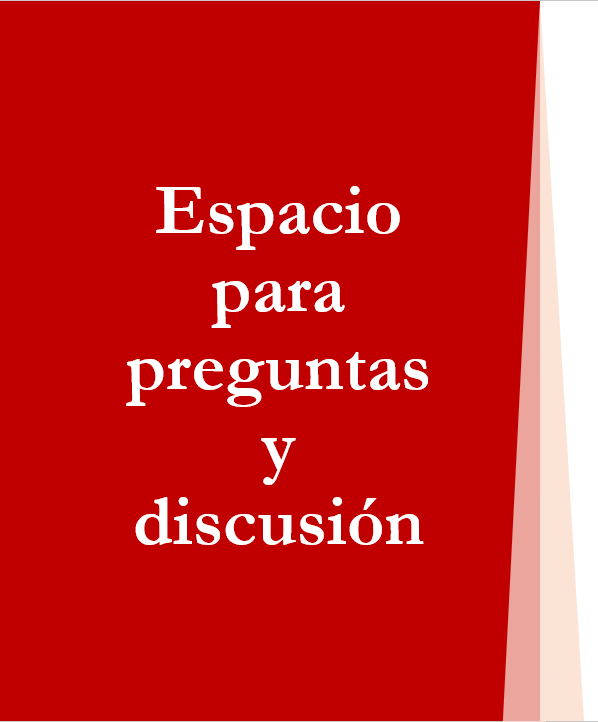 Espacio
para
preguntas
y
discusión